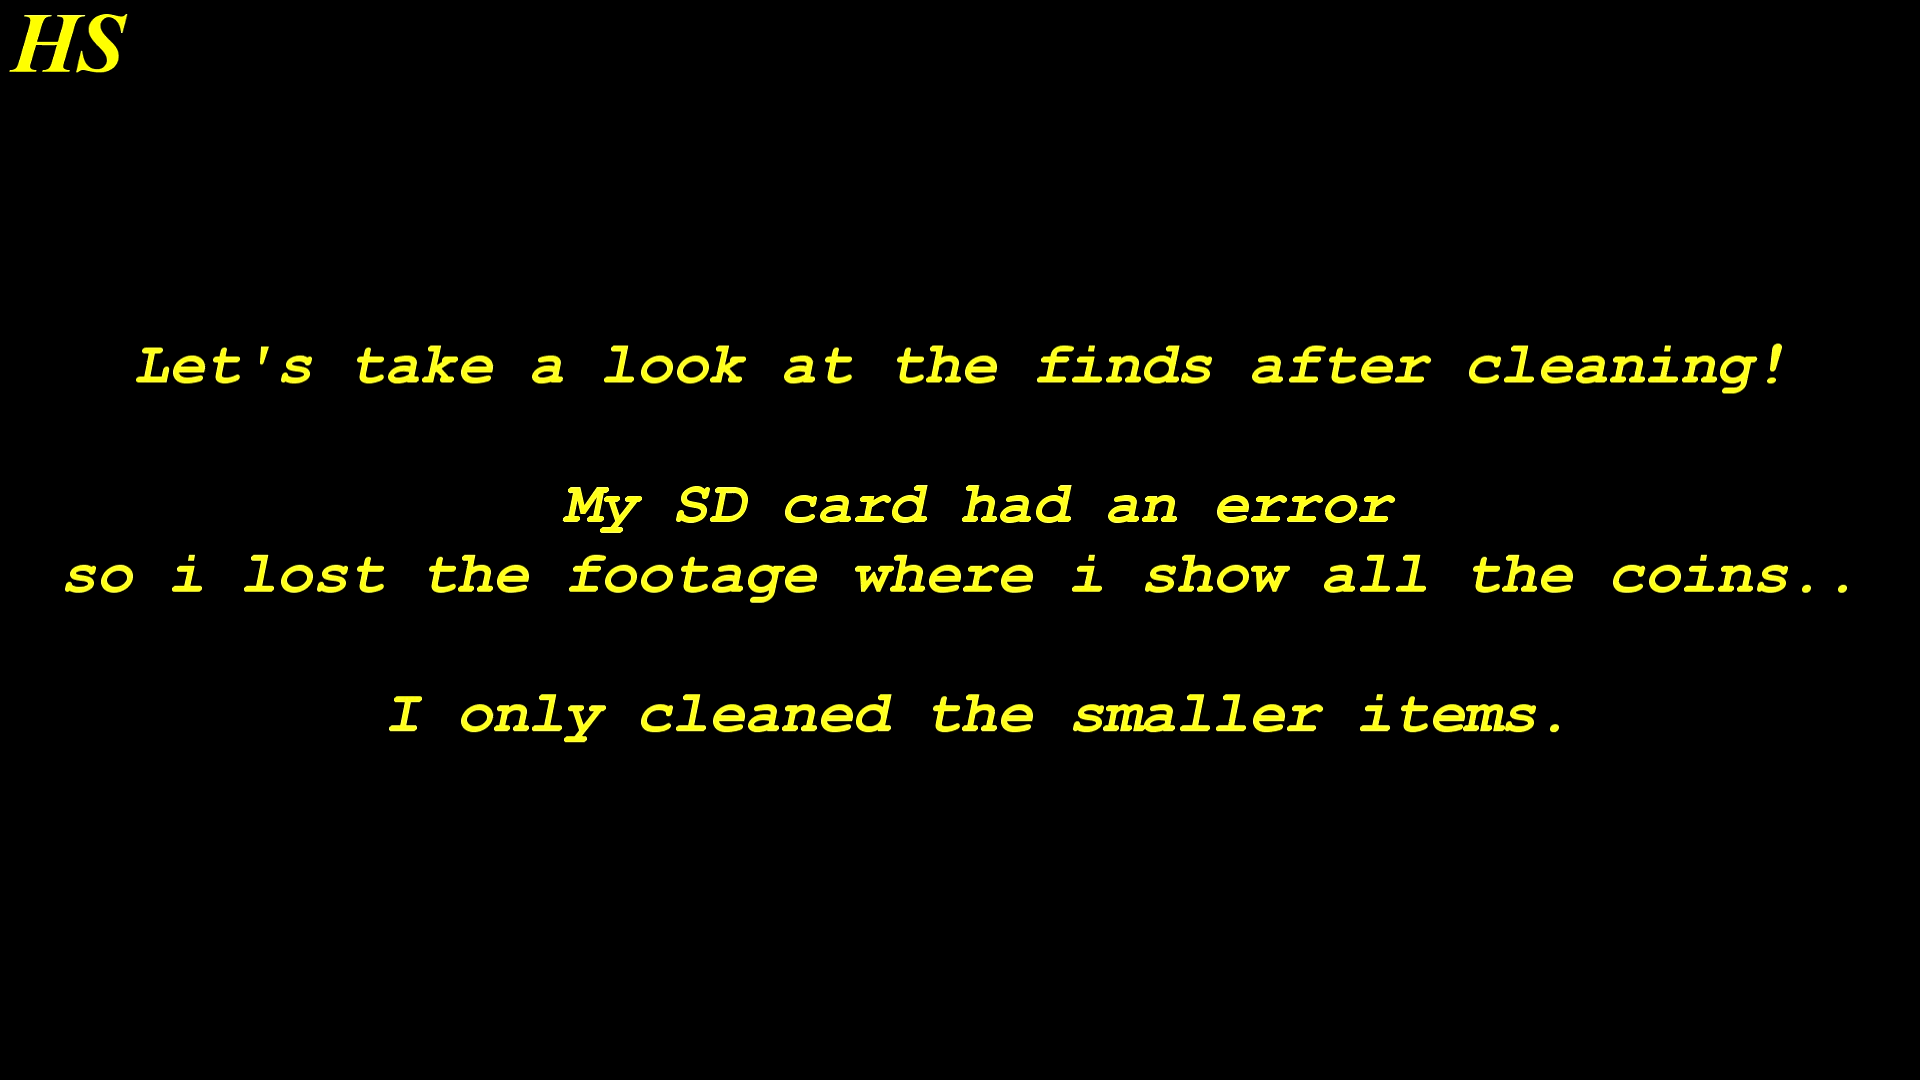 HS
Let's take a look at the finds after cleaning!
My SD card had an error
so i lost the footage where i show all the coins..
I only cleaned the smaller items.